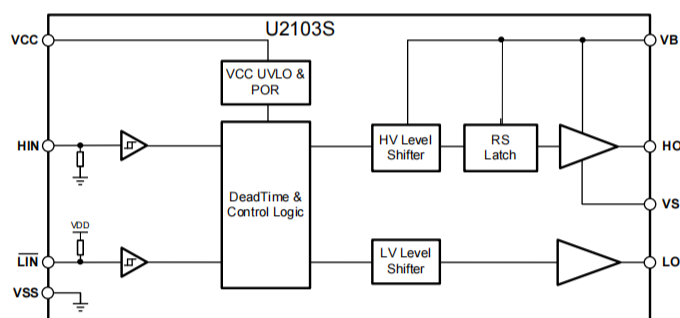 U2103S
VCC
VB
VCC UVLO &
POR
HIN
HV Level
Shifter
RS
Latch
HO
DeadTime &
Control Logic
VS
VDD
LIN
LV Level
Shifter
LO
VSS